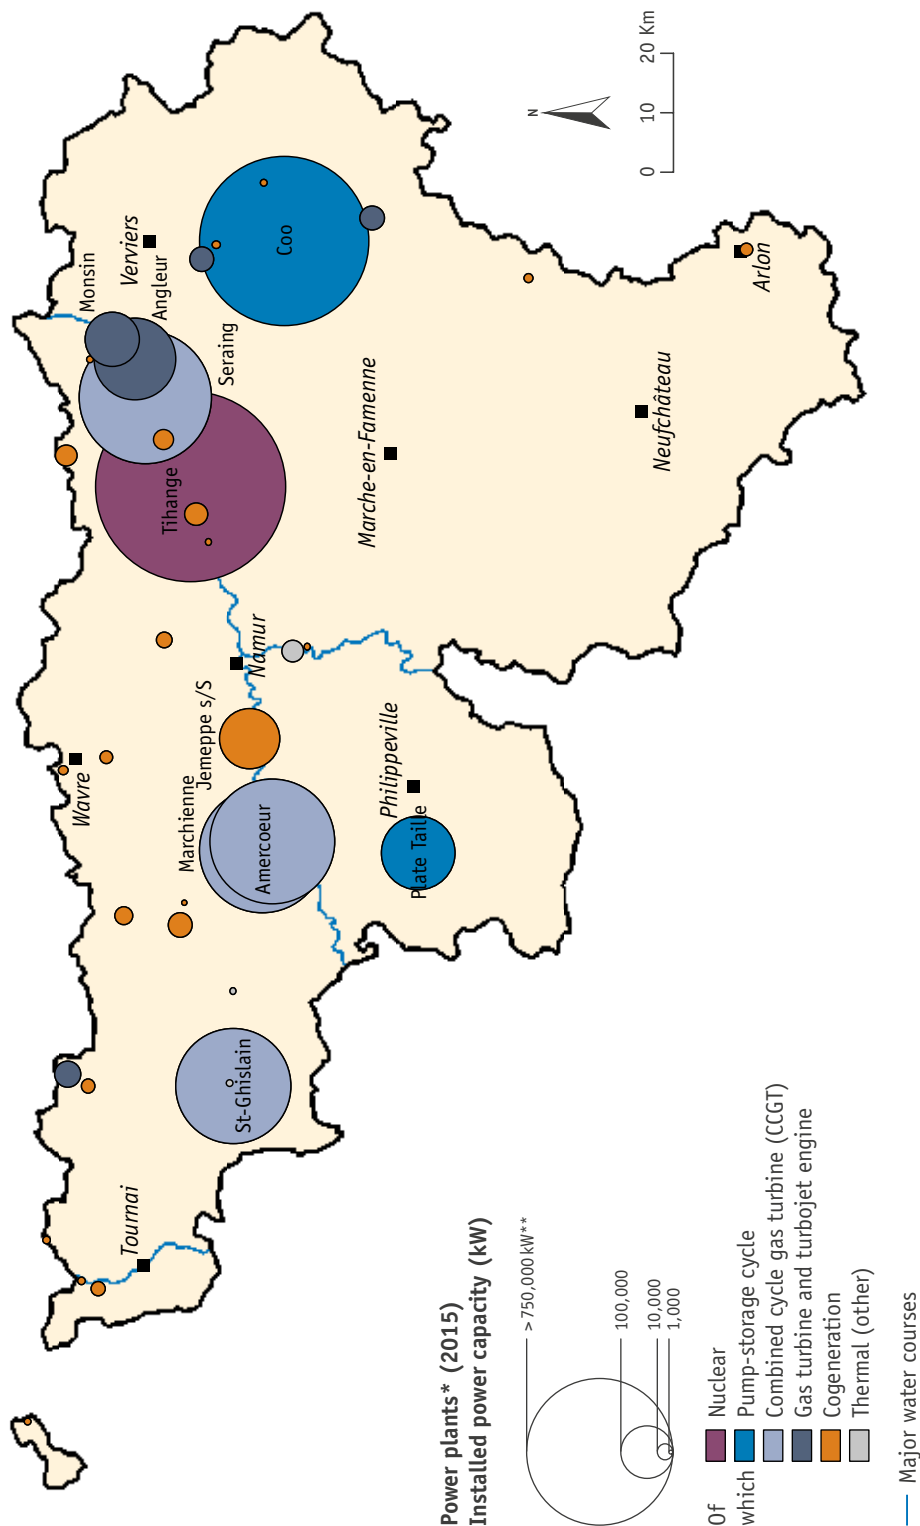 Monsin
Verviers
Angleur
Seraing
Coo
Tihange
Marche-en-Famenne
Neufchâteau
Arlon
N
0 10 20 Km
Namur
Jemeppe s/S
Wavre
Marchienne
Amercoeur
Philippeville
Plate Taille
St-Ghislain
Tournai
Power plants* (2015)
Installed power capacity (kW)
> 750,000 kW**
100,000
10,000
1,000
Of
which
Nuclear
Pump-storage cycle
Combined cycle gas turbine (CCGT)
Gas turbine and turbojet engine
Cogeneration
Thermal (other)
Major water courses